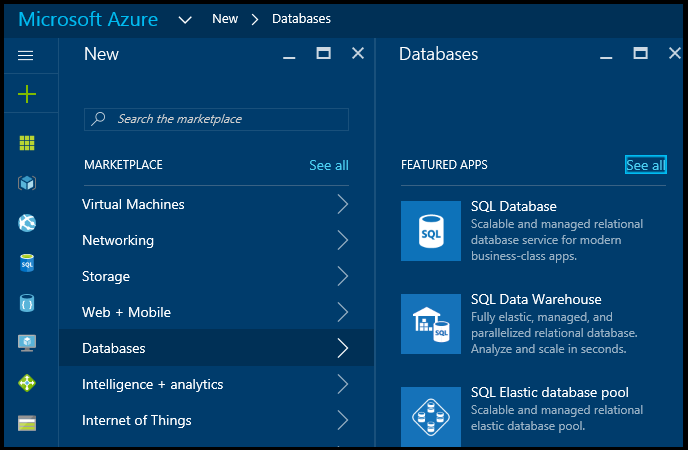 Microsoft Azure New > Databases
New
Databases
Search the marketplace
MARKETPLACE See all
Virtual Machines
Networking
Storage
Web + Mobile
Databases
Intelligence + analytics
Internet of Things
FEATURED APPS See all
SQL Database
Scalable and managed relational
database service for modern
business-class apps.
SQL Data Warehouse
Fully elastic, managed, and
parallelized relational database.
Analyze and scale in seconds.
SQL Elastic database pool
Scalable and managed relational
elastic database pool.
SQL
SQL
SQL